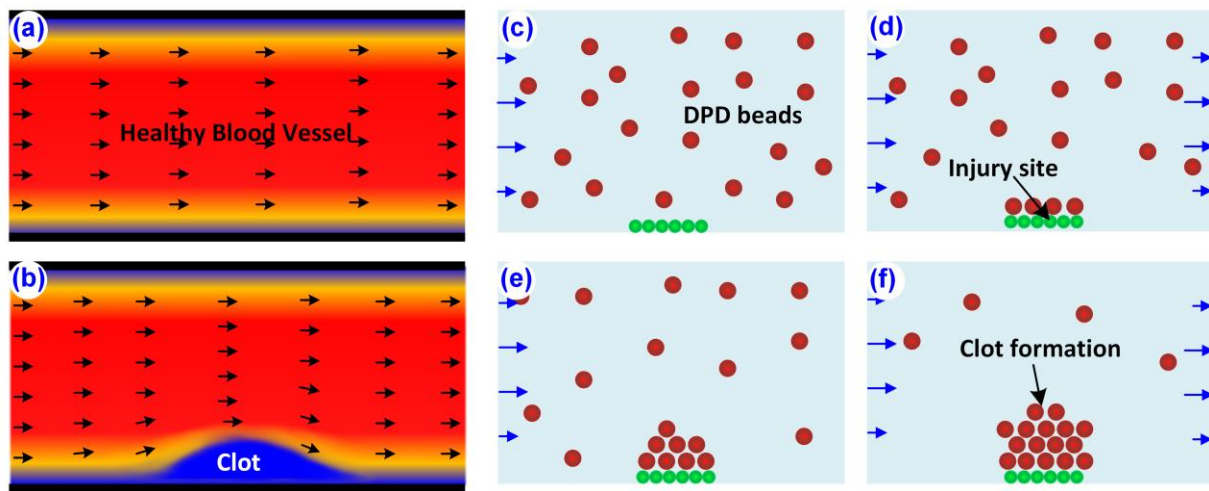 (a)
Healthy Blood Vessel
(b)
Clot
(c)
DPD beads
(d)
Injury site
(e)
(f)
Clot formation